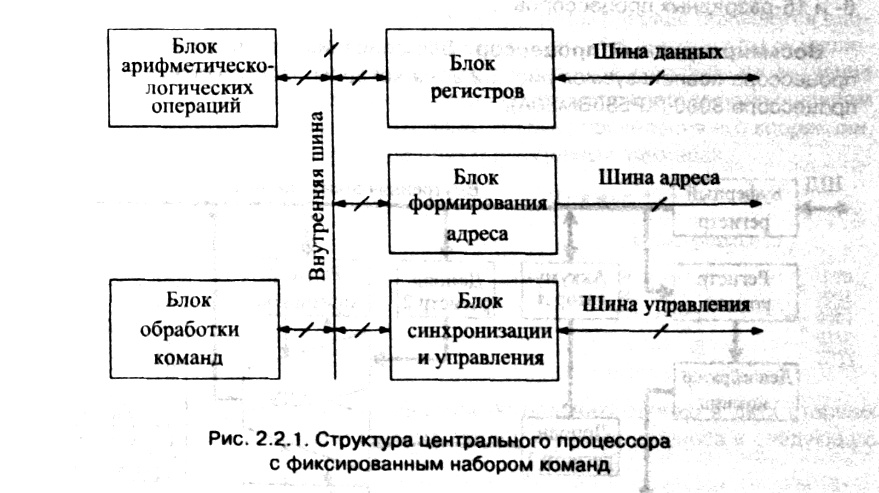 Блок
арифметическо-
логических
операций
Блок
регистров
Шина данных
Внутренняя шина
Блок
формирования
адреса
Шина адреса
Блок
обработки
команд
Блок
синхронизации
и управления
Шина управления
Рис. 2.2.1. Структура центрального процессора
с фиксированным набором команд